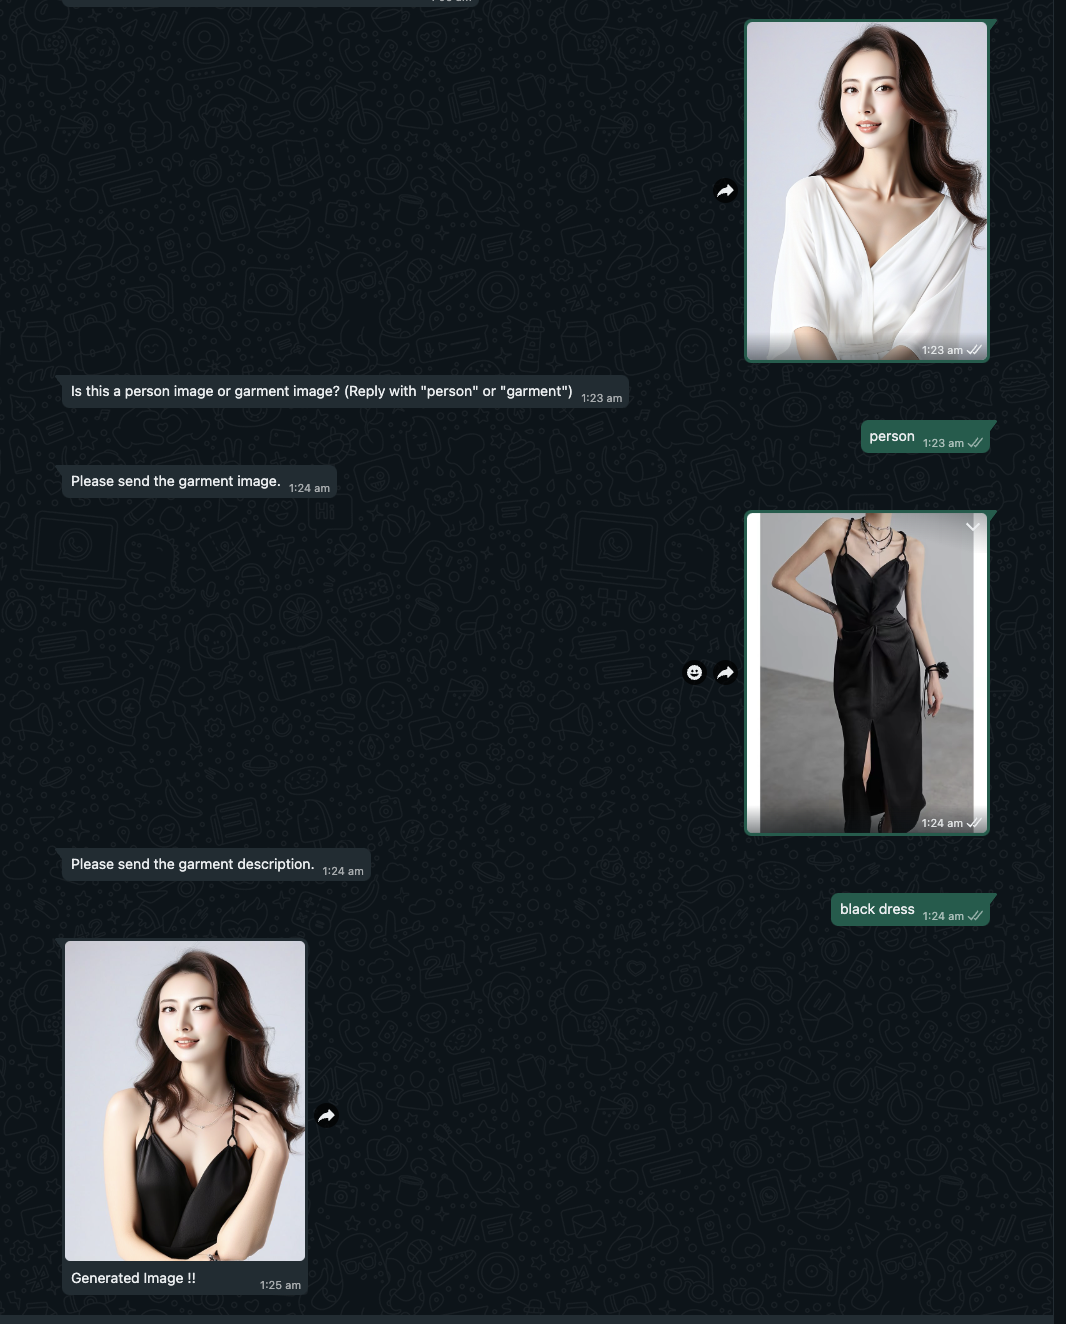 1:23 am
Is this a person image or garment image? (Reply with "person" or "garment") 1:23 am
person 1:23 am
Please send the garment image. 1:24 am
1:24 am
Please send the garment description. 1:24 am
black dress 1:24 am
Generated Image !! 1:25 am